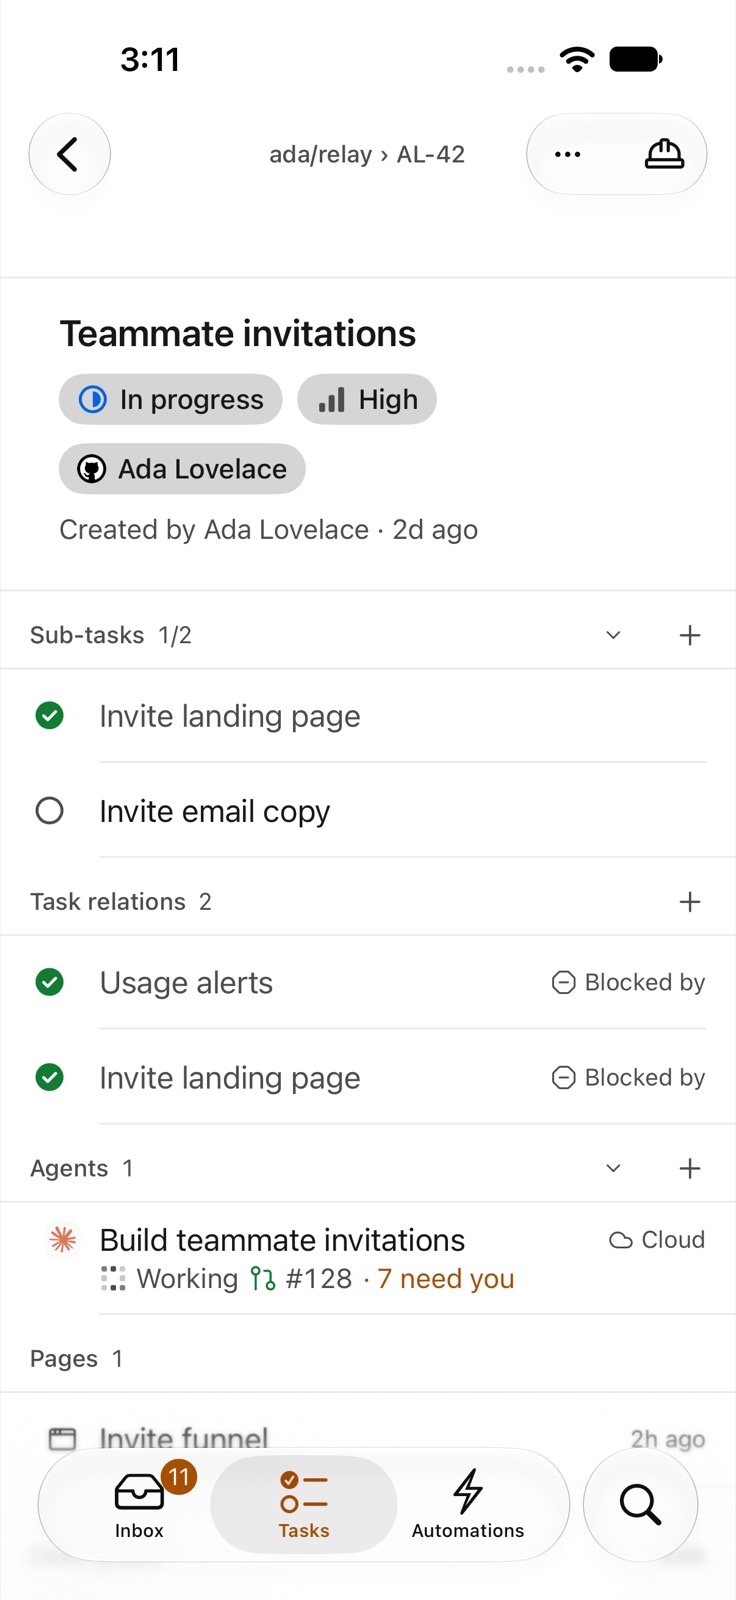 3:11
ada/relay › AL-42
Teammate invitations
In progress
High
Ada Lovelace
Created by Ada Lovelace · 2d ago
Sub-tasks 1/2
Invite landing page
Invite email copy
Task relations 2
Usage alerts Blocked by
Invite landing page Blocked by
Agents 1
Build teammate invitations Cloud
Working #128 · 7 need you
Pages 1
Invite funnel 2h ago
11
Inbox Tasks Automations